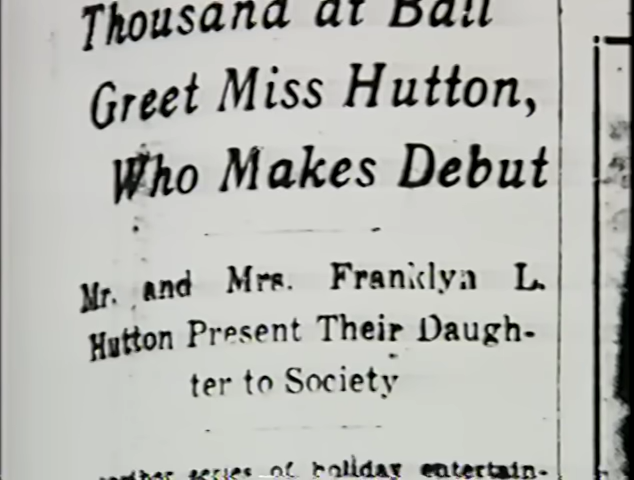 Thousand at Ball
Greet Miss Hutton,
Who Makes Debut
Mr. and Mrs. Franklyn L.
Hutton Present Their Daugh-
ter to Society
series of holiday entertain-